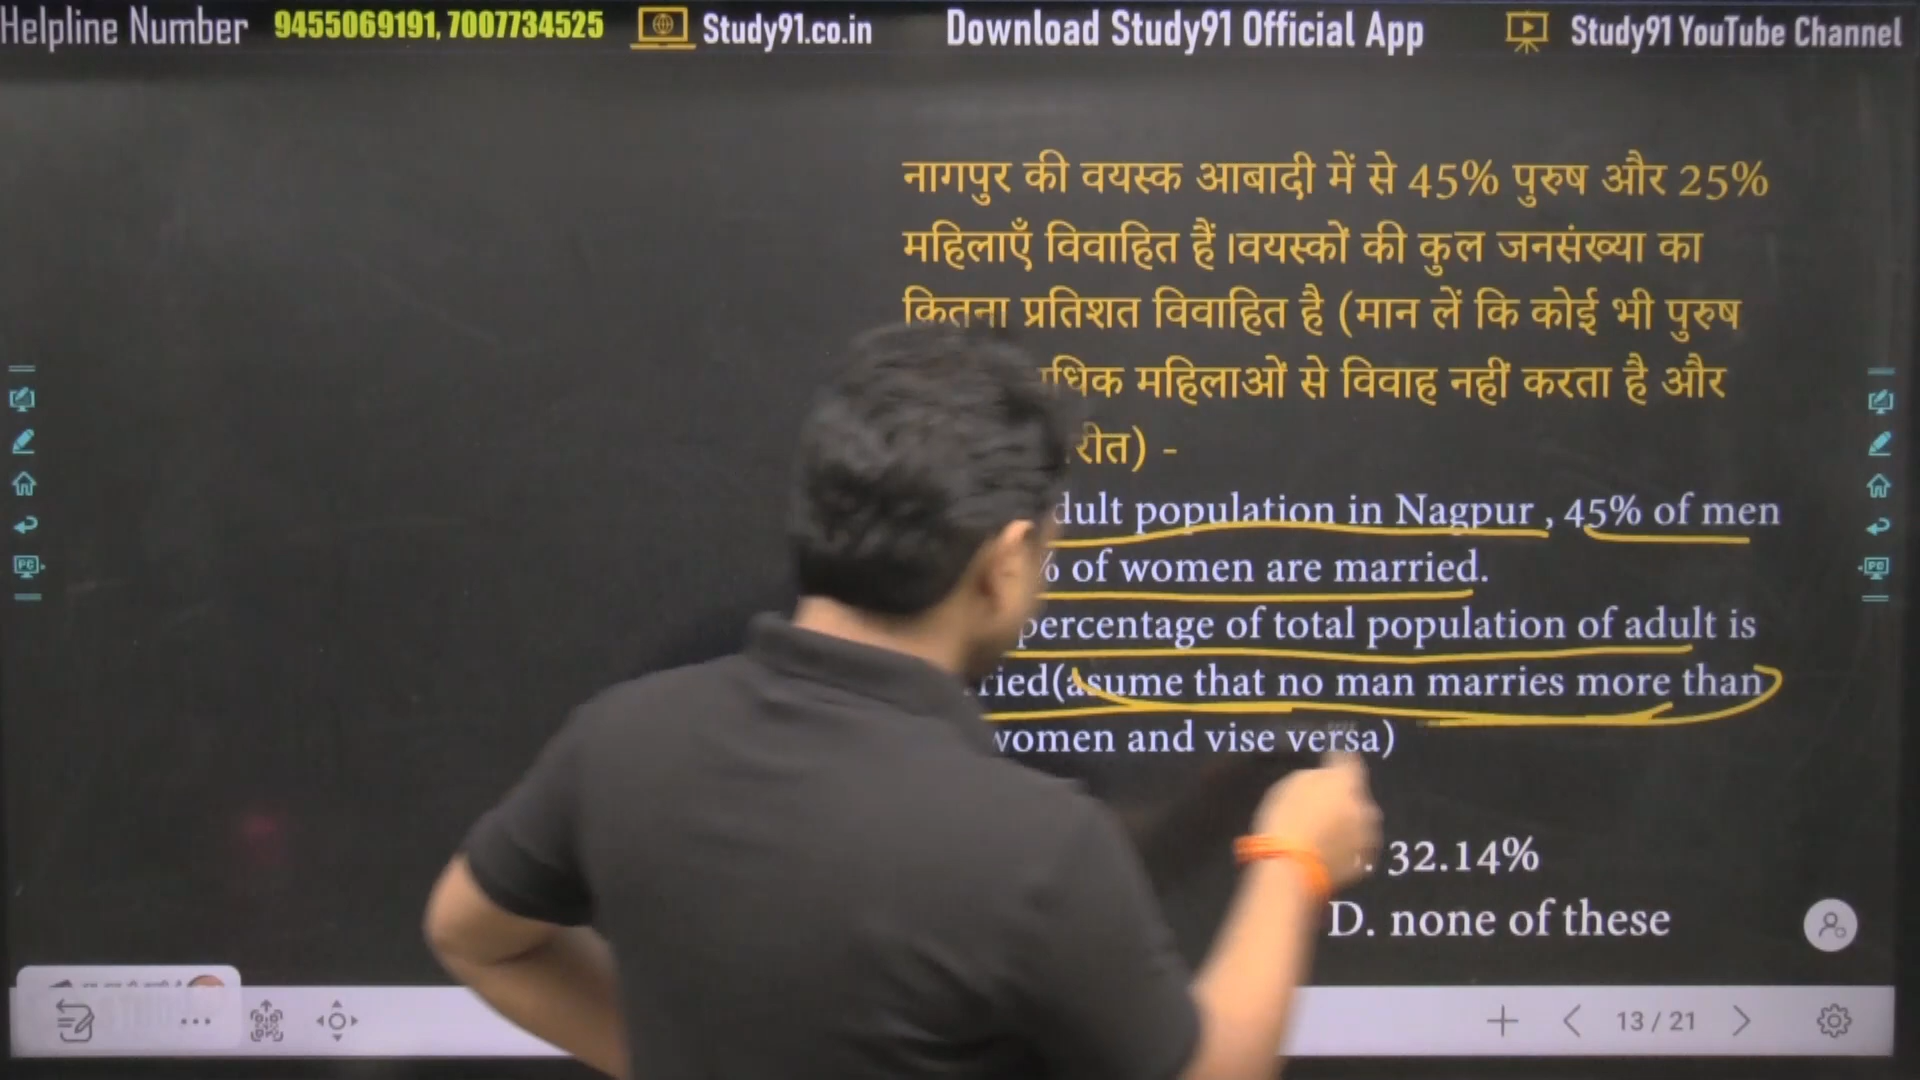 Helpline Number 9455069191, 7007734525 Study91.co.in Download Study91 Official App Study91 YouTube Channel
नागपुर की वयस्क आबादी में से 45% पुरुष और 25%
महिलाएँ विवाहित हैं।वयस्कों की कुल जनसंख्या का
कितना प्रतिशत विवाहित है (मान लें कि कोई भी पुरुष
महिलाओं से विवाह नहीं करता है और
population in Nagpur , 45% of men
% of women are married.
percentage of total population of adult is
(asume that no man marries more than
women and vise versa)
32.14%
D. none of these
PC
PC
13 / 21